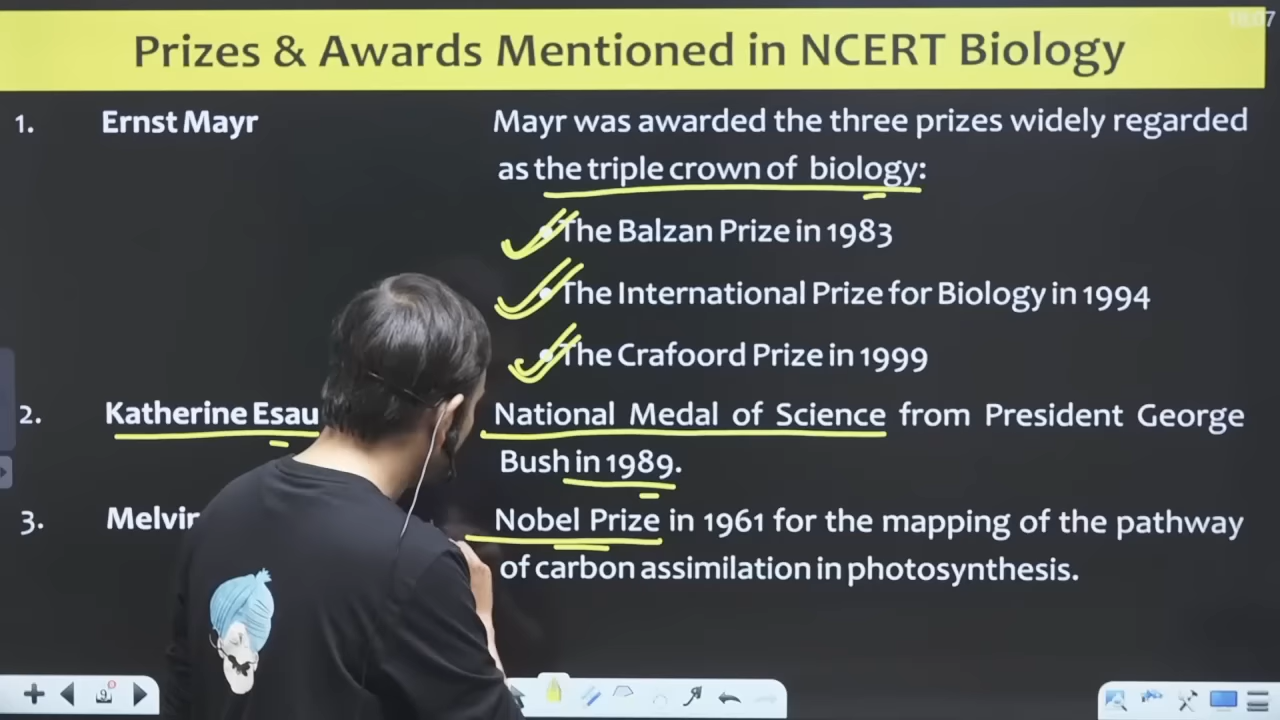 18:07
Prizes & Awards Mentioned in NCERT Biology
1. Ernst Mayr Mayr was awarded the three prizes widely regarded
as the triple crown of biology:
• The Balzan Prize in 1983
• The International Prize for Biology in 1994
• The Crafoord Prize in 1999
2. Katherine Esau National Medal of Science from President George
Bush in 1989.
3. Nobel Prize in 1961 for the mapping of the pathway
of carbon assimilation in photosynthesis.